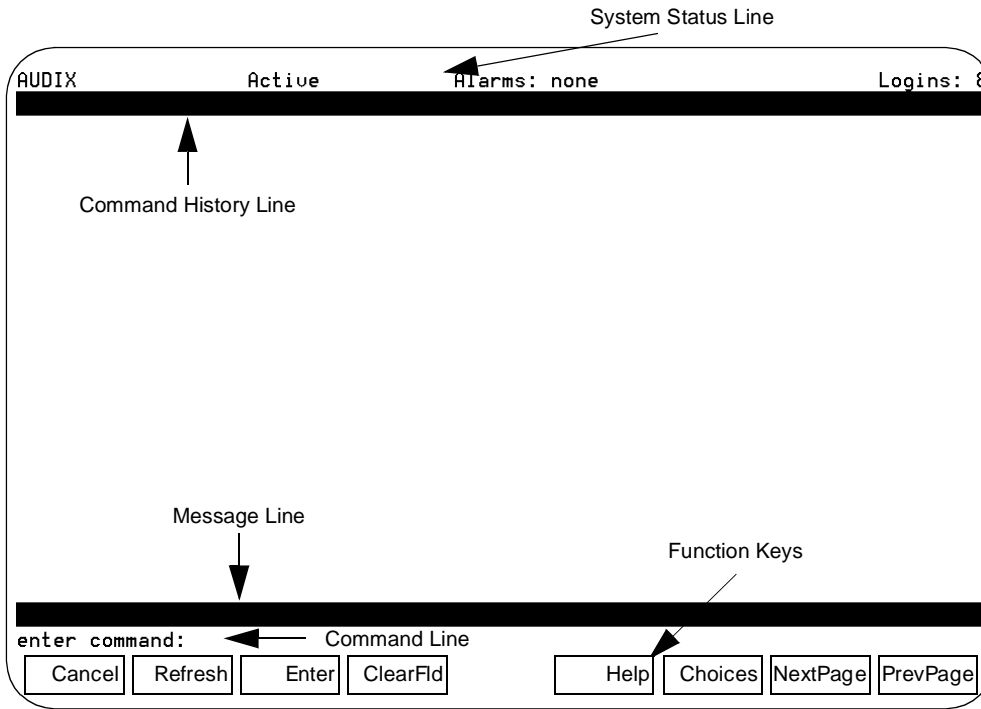 System Status Line
AUDIX Active Alarms: none Logins: 8
Command History Line
Message Line
Function Keys
enter command: Command Line
Cancel Refresh Enter ClearFld Help Choices NextPage PrevPage